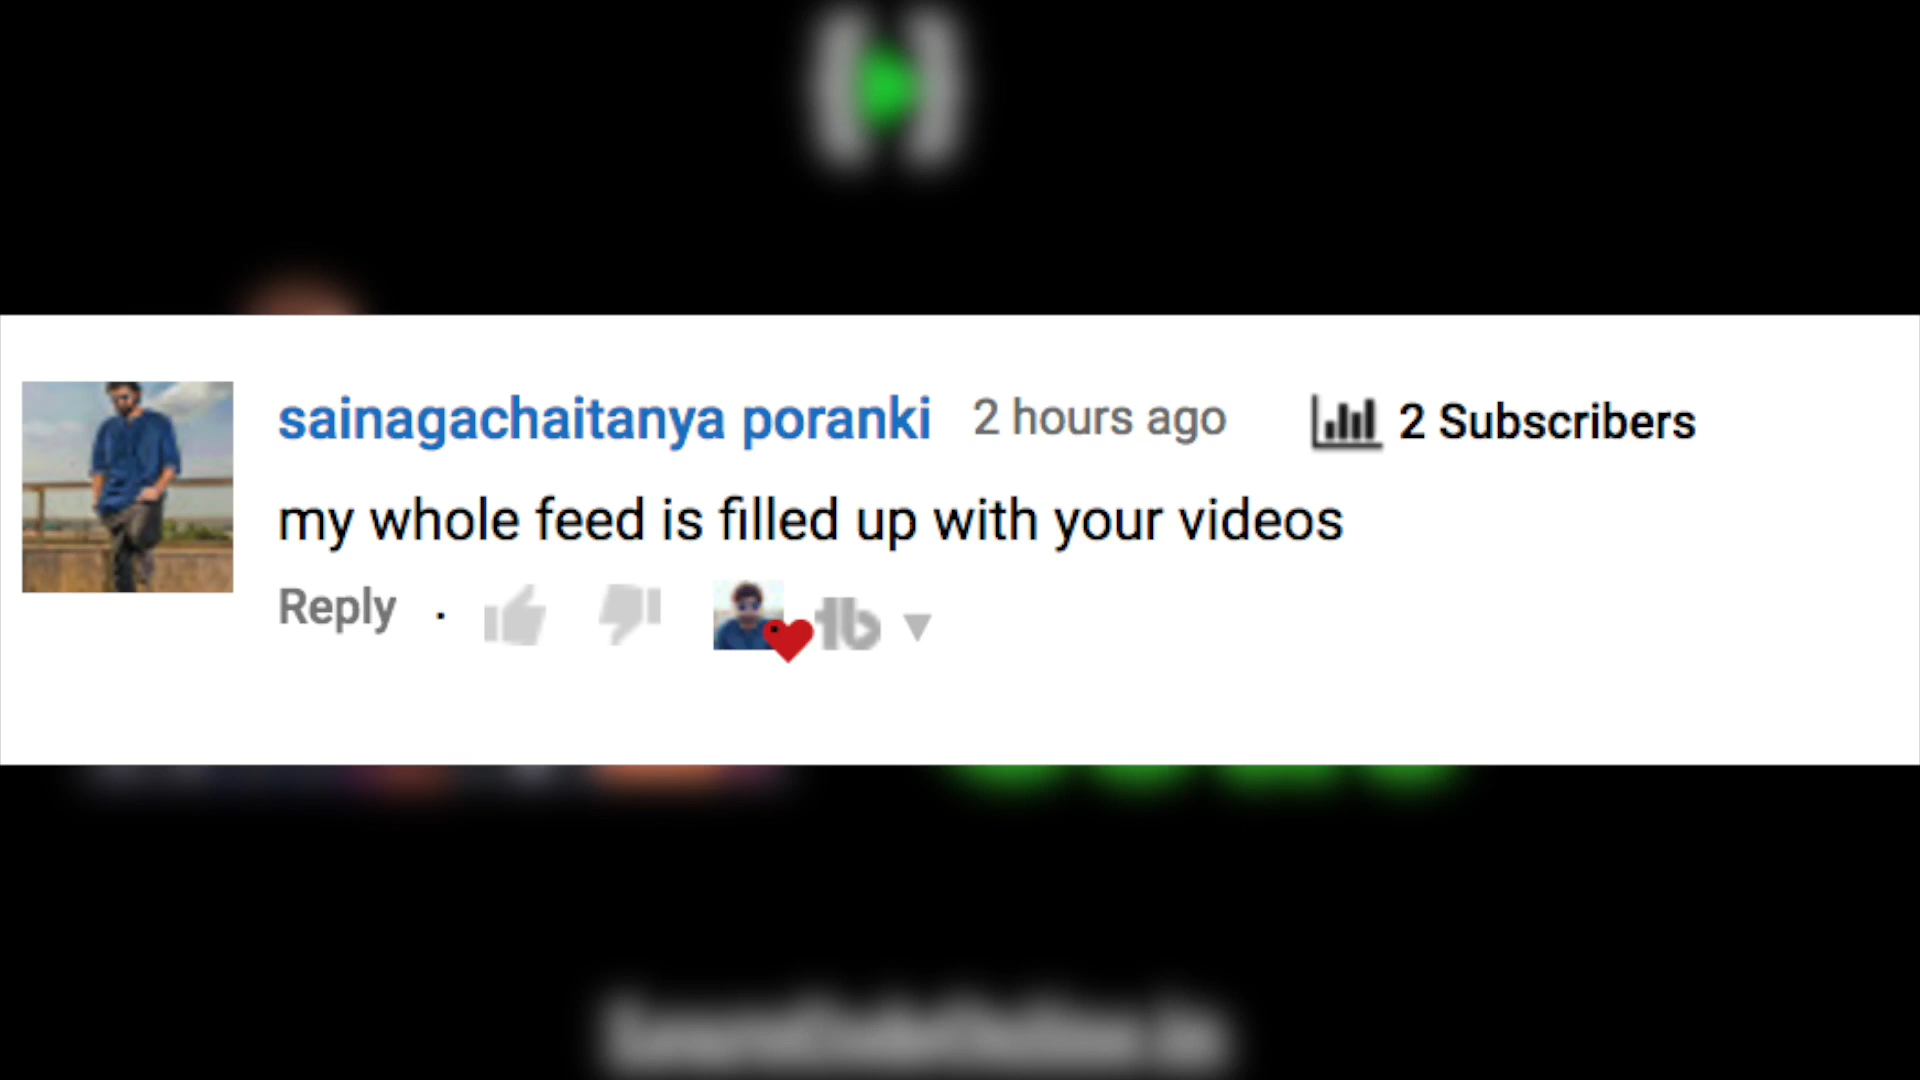 sainagachaitanya poranki 2 hours ago 2 Subscribers
my whole feed is filled up with your videos
Reply